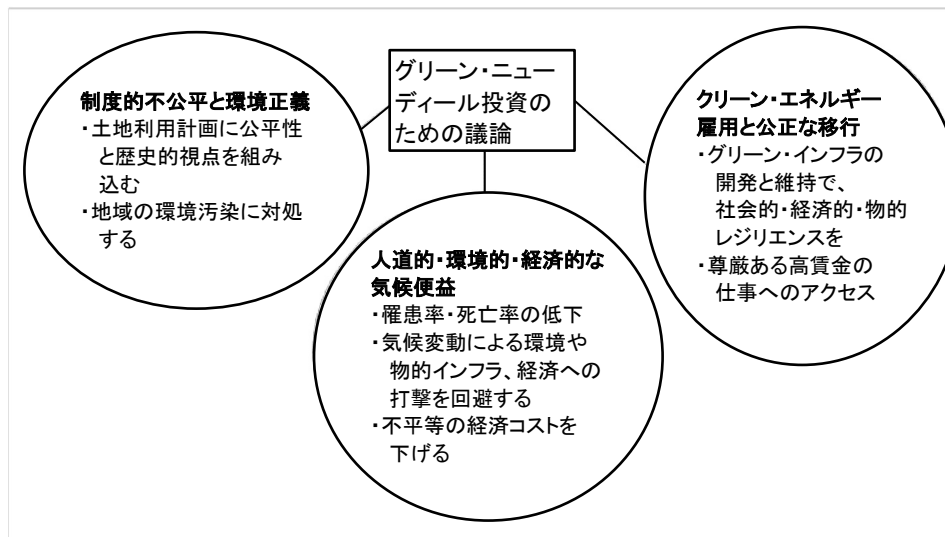 グリーン・ニュー
ディール投資の
ための議論
制度的不公平と環境正義
・土地利用計画に公平性
と歴史的視点を組み
込む
・地域の環境汚染に対処
する
人道的・環境的・経済的な
気候便益
・罹患率・死亡率の低下
・気候変動による環境や
物的インフラ、経済への
打撃を回避する
・不平等の経済コストを
下げる
クリーン・エネルギー
雇用と公正な移行
・グリーン・インフラの
開発と維持で、
社会的・経済的・物的
レジリエンスを
・尊厳ある高賃金の
仕事へのアクセス